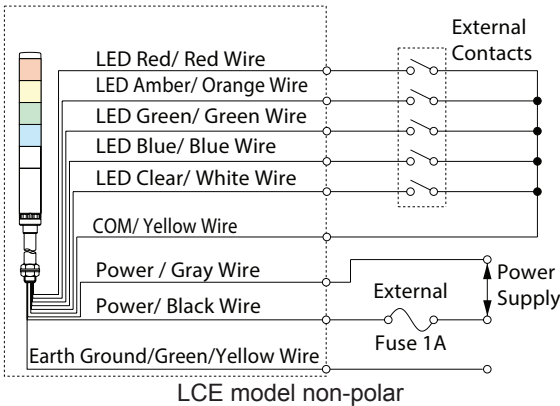 External
Contacts
LED Red/ Red Wire
LED Amber/ Orange Wire
LED Green/ Green Wire
LED Blue/ Blue Wire
LED Clear/ White Wire
COM/ Yellow Wire
Power / Gray Wire
Power/ Black Wire
External
Fuse 1A
Power
Supply
Earth Ground/Green/Yellow Wire
LCE model non-polar